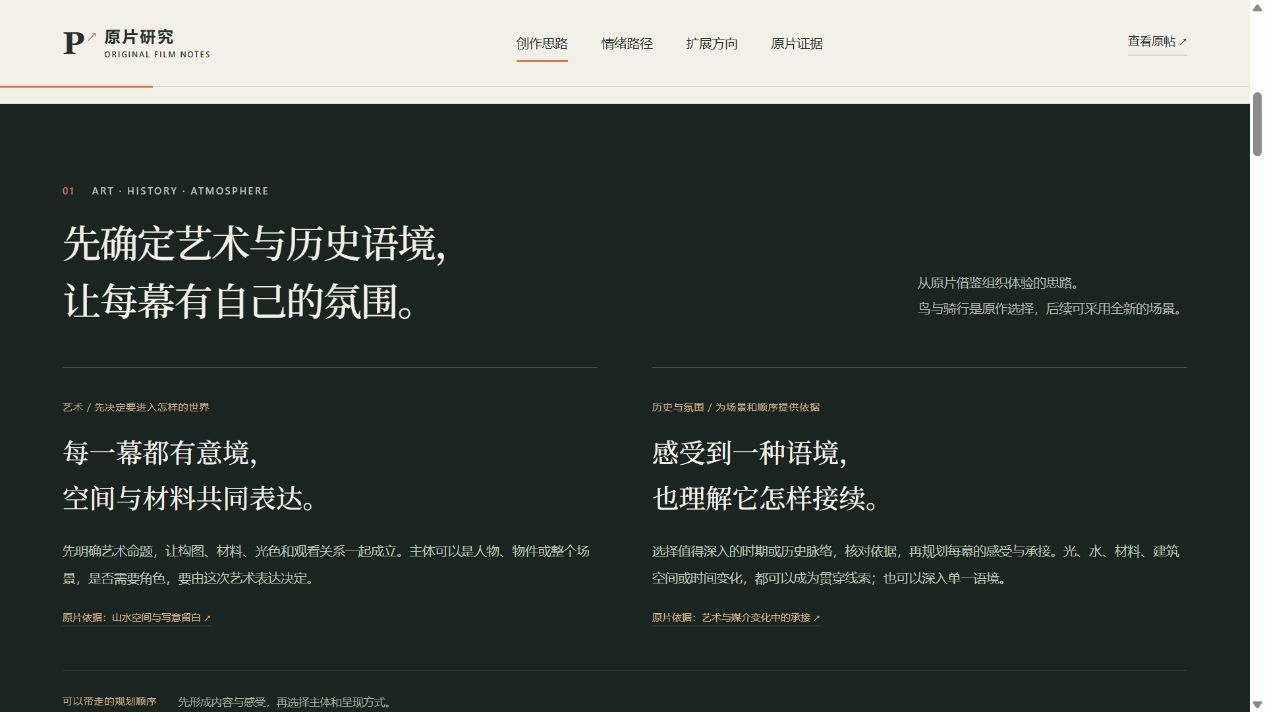 P↗ 原片研究
ORIGINAL FILM NOTES
创作思路
情绪路径
扩展方向
原片证据
查看原帖 ↗
01 ART · HISTORY · ATMOSPHERE
先确定艺术与历史语境，
让每幕有自己的氛围。
从原片借鉴组织体验的思路。
鸟与骑行是原作选择，后续可采用全新的场景。
艺术 / 先决定要进入怎样的世界
每一幕都有意境，
空间与材料共同表达。
先明确艺术命题，让构图、材料、光色和观看关系一起成立。主体可以是人物、物件或整个场
景，是否需要角色，要由这次艺术表达决定。
原片依据：山水空间与写意留白 ↗
历史与氛围 / 为场景和顺序提供依据
感受到一种语境，
也理解它怎样接续。
选择值得深入的时期或历史脉络，核对依据，再规划每幕的感受与承接。光、水、材料、建筑
空间或时间变化，都可以成为贯穿线索；也可以深入单一语境。
原片依据：艺术与媒介变化中的承接 ↗
可以带走的规划顺序 先形成内容与感受，再选择主体和呈现方式。